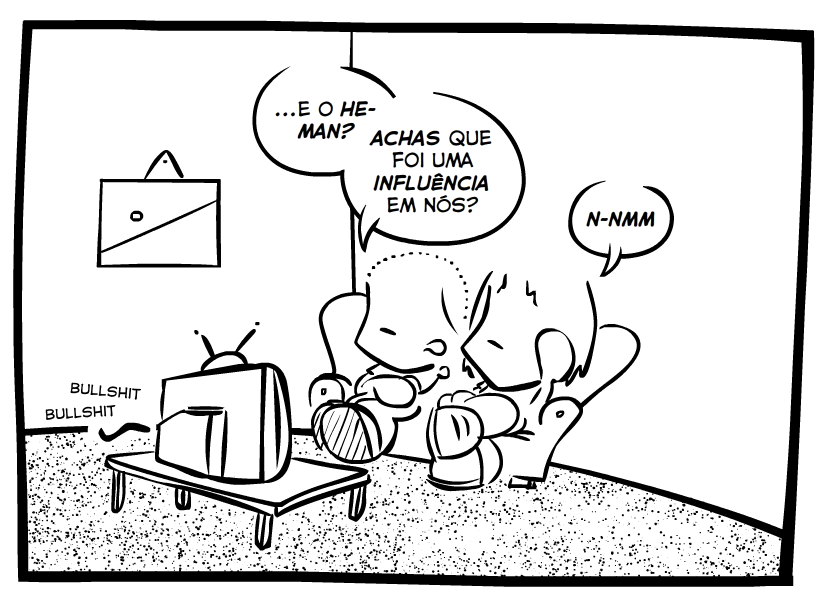 ...E O HE-
MAN?
ACHAS QUE
FOI UMA
INFLUÊNCIA
EM NÓS?
N-NMM
BULLSHIT
BULLSHIT